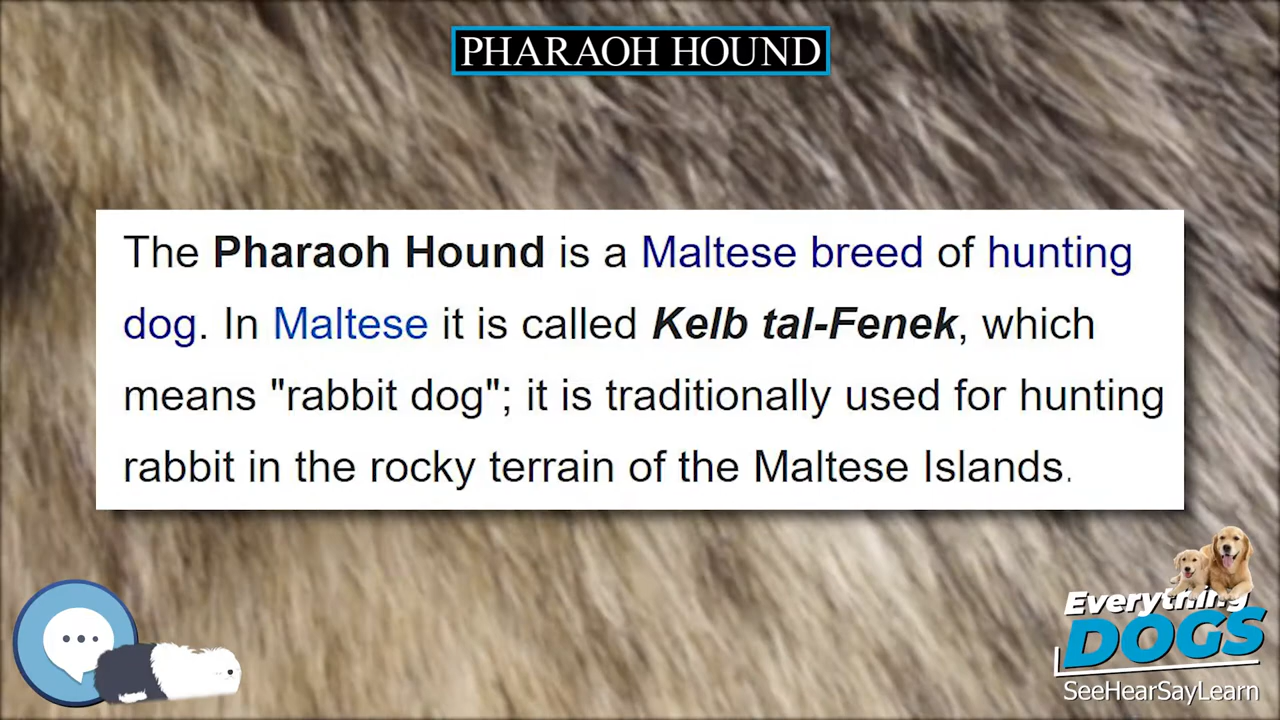 PHARAOH HOUND
The Pharaoh Hound is a Maltese breed of hunting
dog. In Maltese it is called Kelb tal-Fenek, which
means "rabbit dog"; it is traditionally used for hunting
rabbit in the rocky terrain of the Maltese Islands.
Everything
DOGS
SeeHearSayLearn